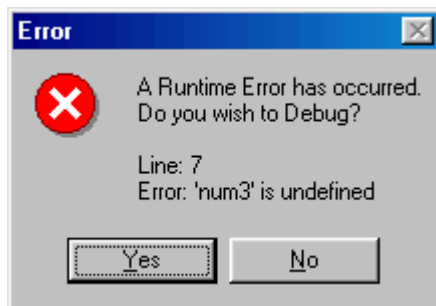 Error
A Runtime Error has occurred.
Do you wish to Debug?
Line: 7
Error: 'num3' is undefined
Yes No